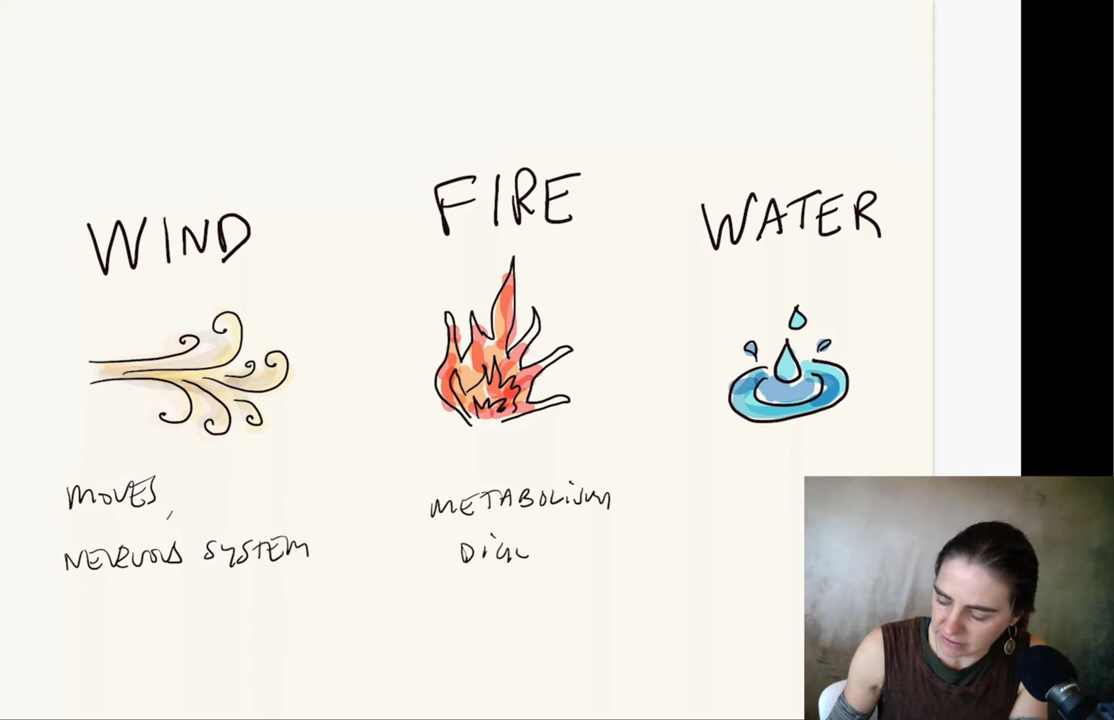 WIND
FIRE
WATER
MOVES,
NERVOUS SYSTEM
METABOLISM